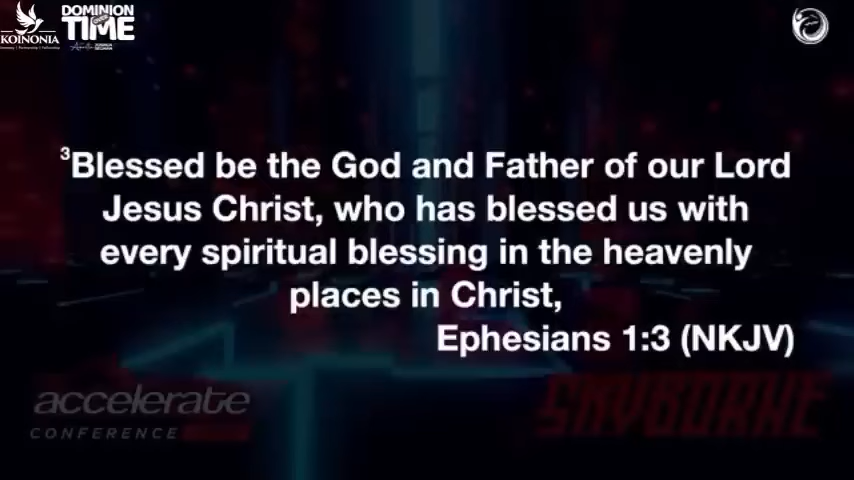 DOMINION
OVER
TIME
KOINONIA
³Blessed be the God and Father of our Lord
Jesus Christ, who has blessed us with
every spiritual blessing in the heavenly
places in Christ,
Ephesians 1:3 (NKJV)
accelerate
CONFERENCE
SKYBORNE